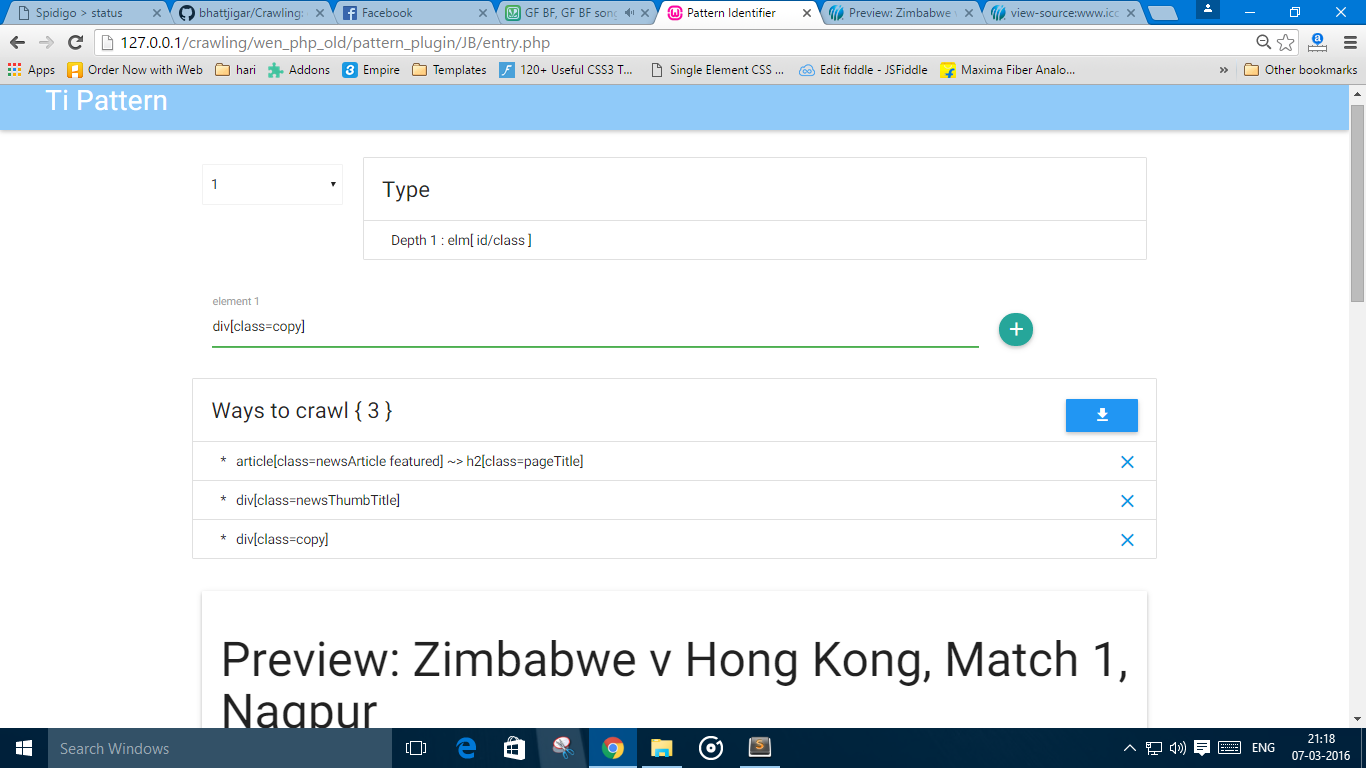 Spidigo > status
bhattjigar/Crawling:
Facebook
GF BF, GF BF song
Pattern Identifier
Preview: Zimbabwe v
view-source:www.icc
127.0.0.1/crawling/wen_php_old/pattern_plugin/JB/entry.php
Apps
Order Now with iWeb
hari
Addons
Empire
Templates
120+ Useful CSS3 T...
Single Element CSS ...
Edit fiddle - JSFiddle
Maxima Fiber Analo...
»
Other bookmarks
Ti Pattern
1
Type
Depth 1 : elm[ id/class ]
element 1
div[class=copy]
Ways to crawl { 3 }
* article[class=newsArticle featured] ~> h2[class=pageTitle]
* div[class=newsThumbTitle]
* div[class=copy]
Preview: Zimbabwe v Hong Kong, Match 1,
Nagpur
Search Windows
ENG
21:18
07-03-2016